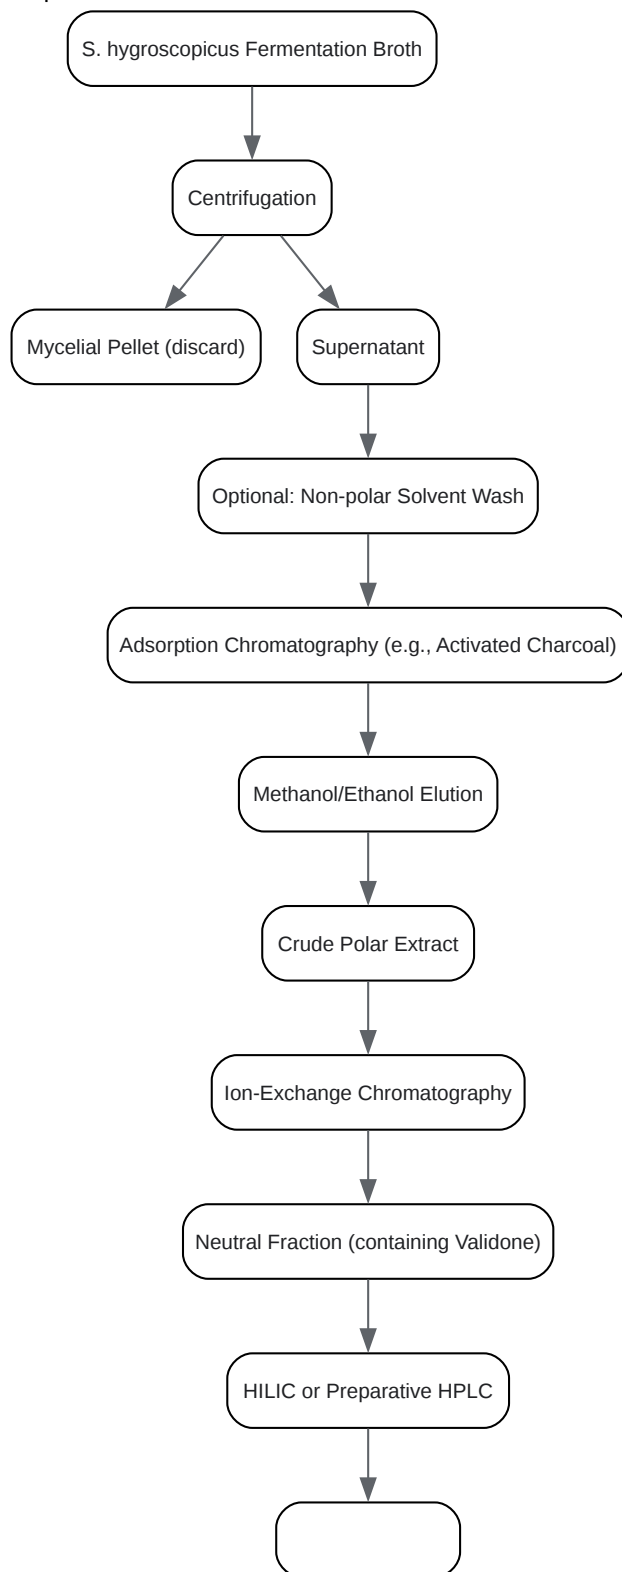 S. hygroscopicus Fermentation Broth
Centrifugation
Mycelial Pellet (discard)
Supernatant
Optional: Non-polar Solvent Wash
Adsorption Chromatography (e.g., Activated Charcoal)
Methanol/Ethanol Elution
Crude Polar Extract
Ion-Exchange Chromatography
Neutral Fraction (containing Validone)
HILIC or Preparative HPLC